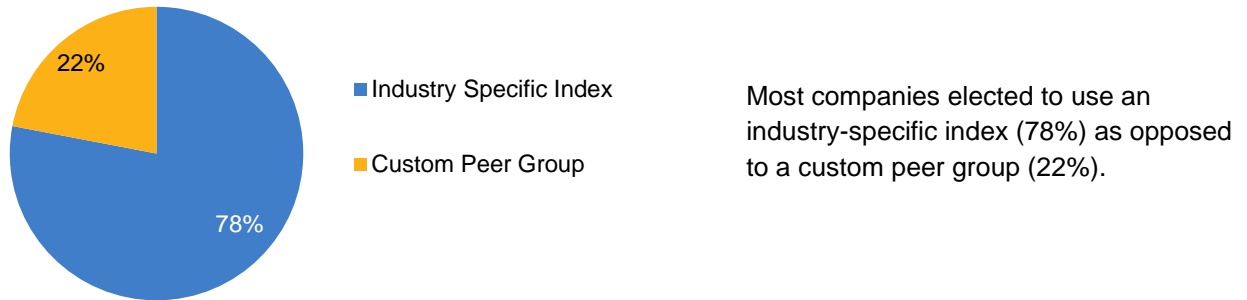 22%
78%
Industry Specific Index
Custom Peer Group
Most companies elected to use an
industry-specific index (78%) as opposed
to a custom peer group (22%).